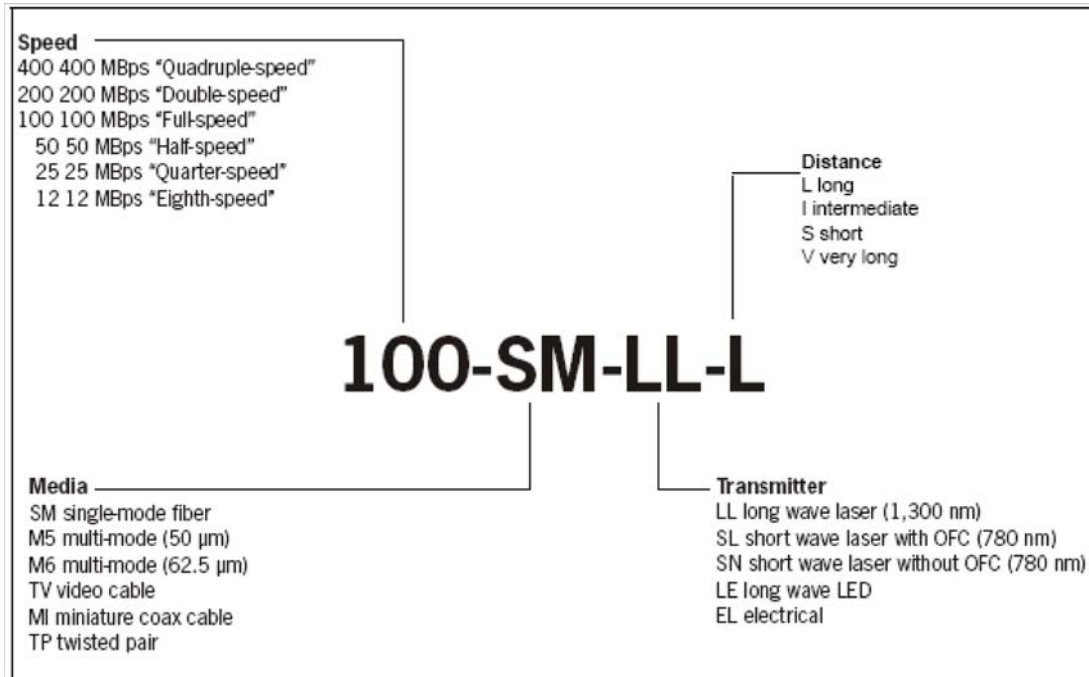 Speed
400 400 MBps “Quadruple-speed”
200 200 MBps “Double-speed”
100 100 MBps “Full-speed”
50 50 MBps “Half-speed”
25 25 MBps “Quarter-speed”
12 12 MBps “Eighth-speed”
Distance
L long
I intermediate
S short
V very long
100-SM-LL-L
Media
SM single-mode fiber
M5 multi-mode (50 µm)
M6 multi-mode (62.5 µm)
TV video cable
MI miniature coax cable
TP twisted pair
Transmitter
LL long wave laser (1,300 nm)
SL short wave laser with OFC (780 nm)
SN short wave laser without OFC (780 nm)
LE long wave LED
EL electrical